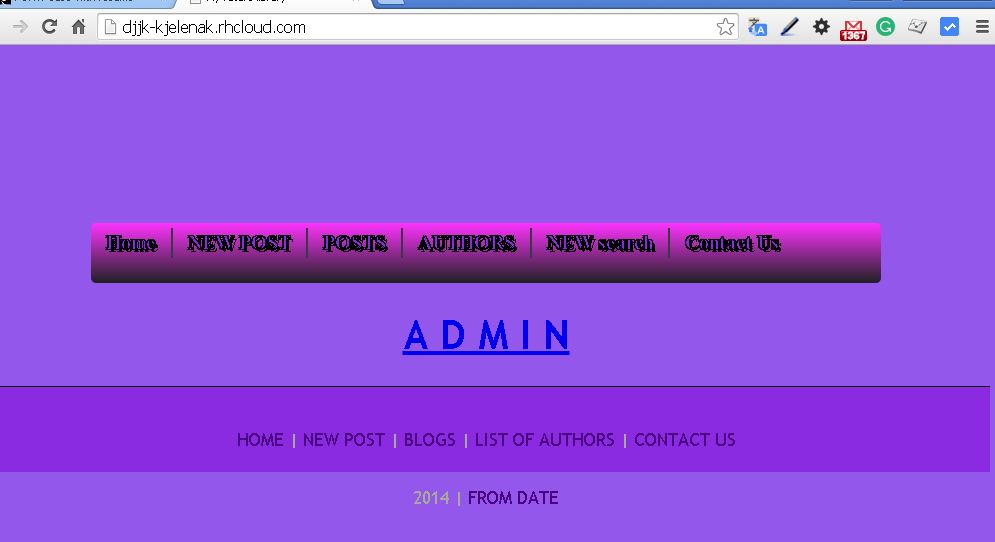 djjk-kjelenak.rhcloud.com
1367
Home NEW POST POSTS AUTHORS NEW search Contact Us
A D M I N
HOME | NEW POST | BLOGS | LIST OF AUTHORS | CONTACT US
2014 | FROM DATE